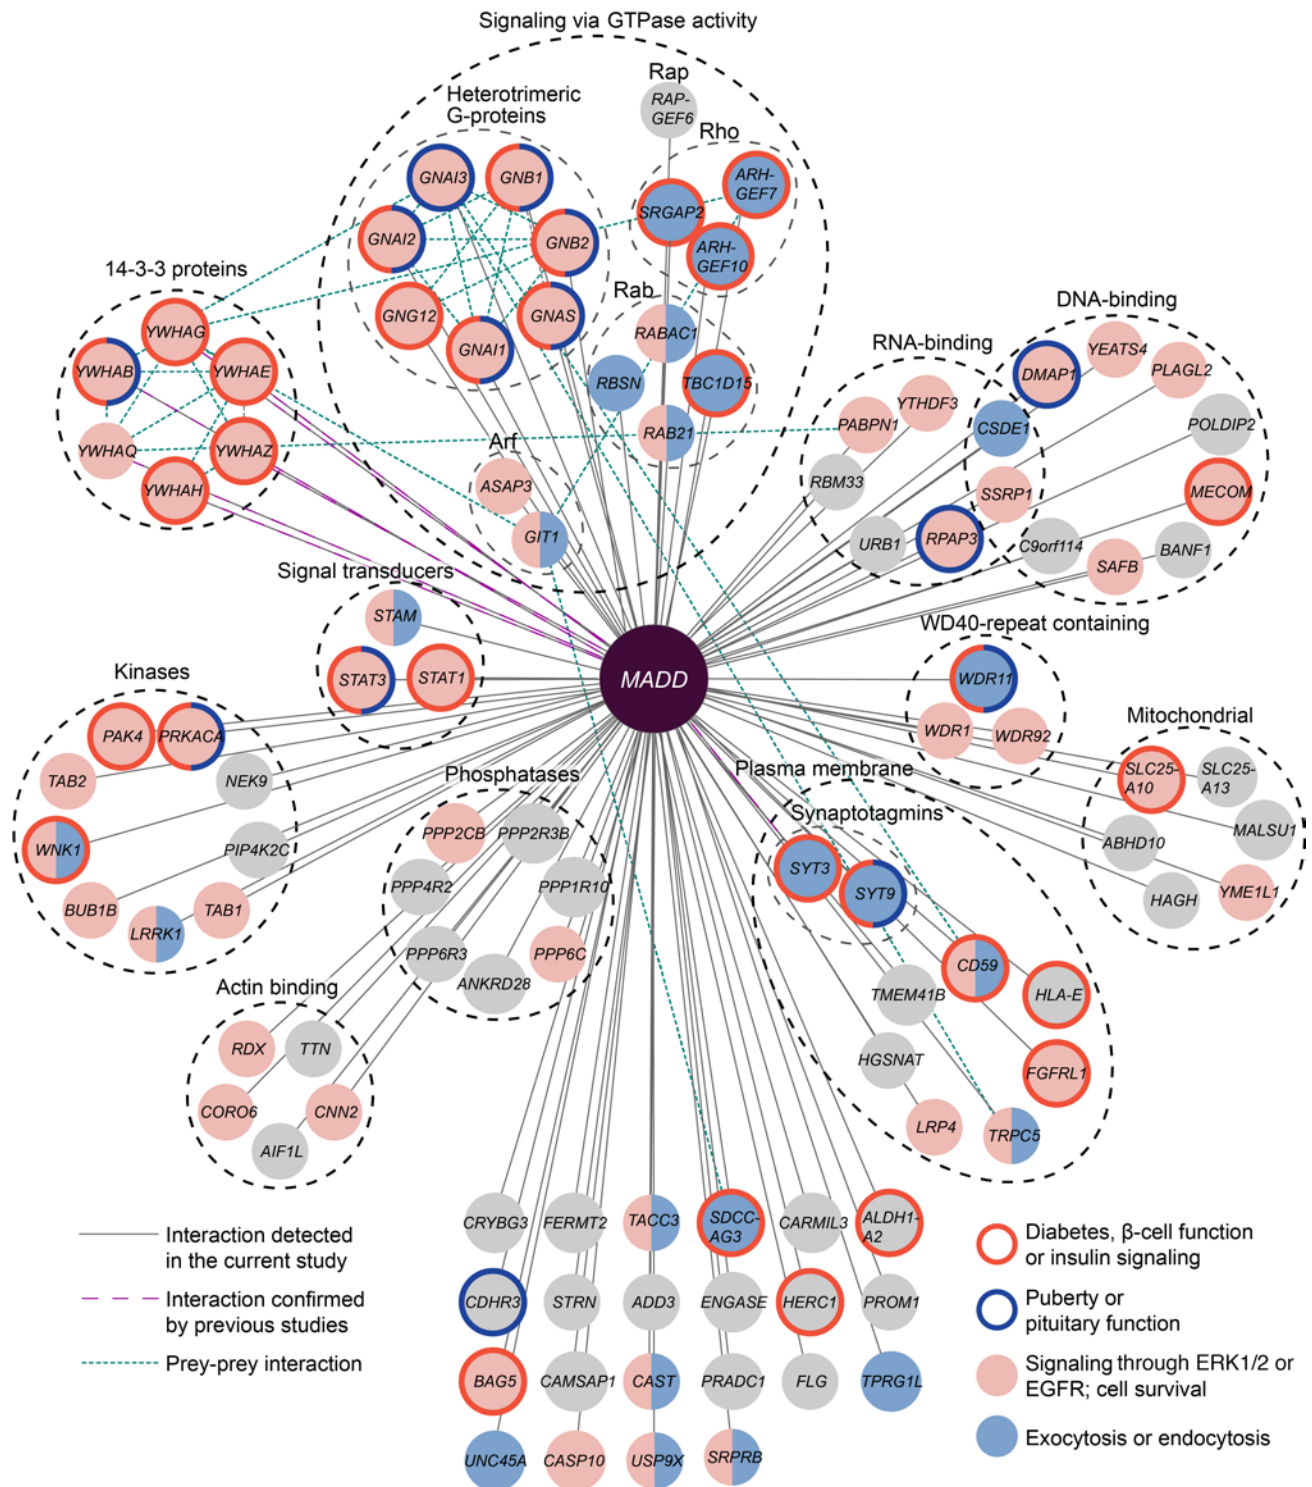 Signaling via GTPase activity
Rap
RAP-
GEF6
Heterotrimeric
G-proteins
Rho
GNAI3
GNB1
ARH-
GEF7
SRGAP2
GNAI2
GNB2
ARH-
GEF10
14-3-3 proteins
Rab
DNA-binding
GNG12
GNAS
YWHAG
RABAC1
GNAI1
RNA-binding
YEATS4
YWHAB
YWHAE
RBSN
TBC1D15
DMAP1
PLAGL2
YTHDF3
PABPN1
CSDE1
POLDIP2
RAB21
YWHAQ
YWHAZ
Arf
ASAP3
RBM33
SSRP1
MECOM
YWHAH
GIT1
URB1
RPAP3
C9orf114
BANF1
SAFB
Signal transducers
STAM
WD40-repeat containing
STAT3
STAT1
MADD
WDR11
Kinases
PAK4
PRKACA
WDR1
WDR92
Mitochondrial
TAB2
NEK9
Phosphatases
Plasma membrane
SLC25-
A10
SLC25-
A13
Synaptotagmins
PPP2CB
PPP2R3B
WNK1
PIP4K2C
MALSU1
ABHD10
PPP4R2
PPP1R10
SYT3
SYT9
BUB1B
TAB1
HAGH
YME1L1
LRRK1
PPP6R3
PPP6C
ANKRD28
CD59
Actin binding
TMEM41B
HLA-E
RDX
TTN
HGSNAT
FGFRL1
CORO6
CNN2
LRP4
TRPC5
AIF1L
CRYBG3
FERMT2
TACC3
SDCC-
AG3
CARMIL3
ALDH1-
A2
CDHR3
STRN
ADD3
ENGASE
HERC1
PROM1
BAG5
CAMSAP1
CAST
PRADC1
FLG
TPRG1L
UNC45A
CASP10
USP9X
SRPRB
Interaction detected
in the current study
Interaction confirmed
by previous studies
Prey-prey interaction
Diabetes, β-cell function
or insulin signaling
Puberty or
pituitary function
Signaling through ERK1/2 or
EGFR; cell survival
Exocytosis or endocytosis